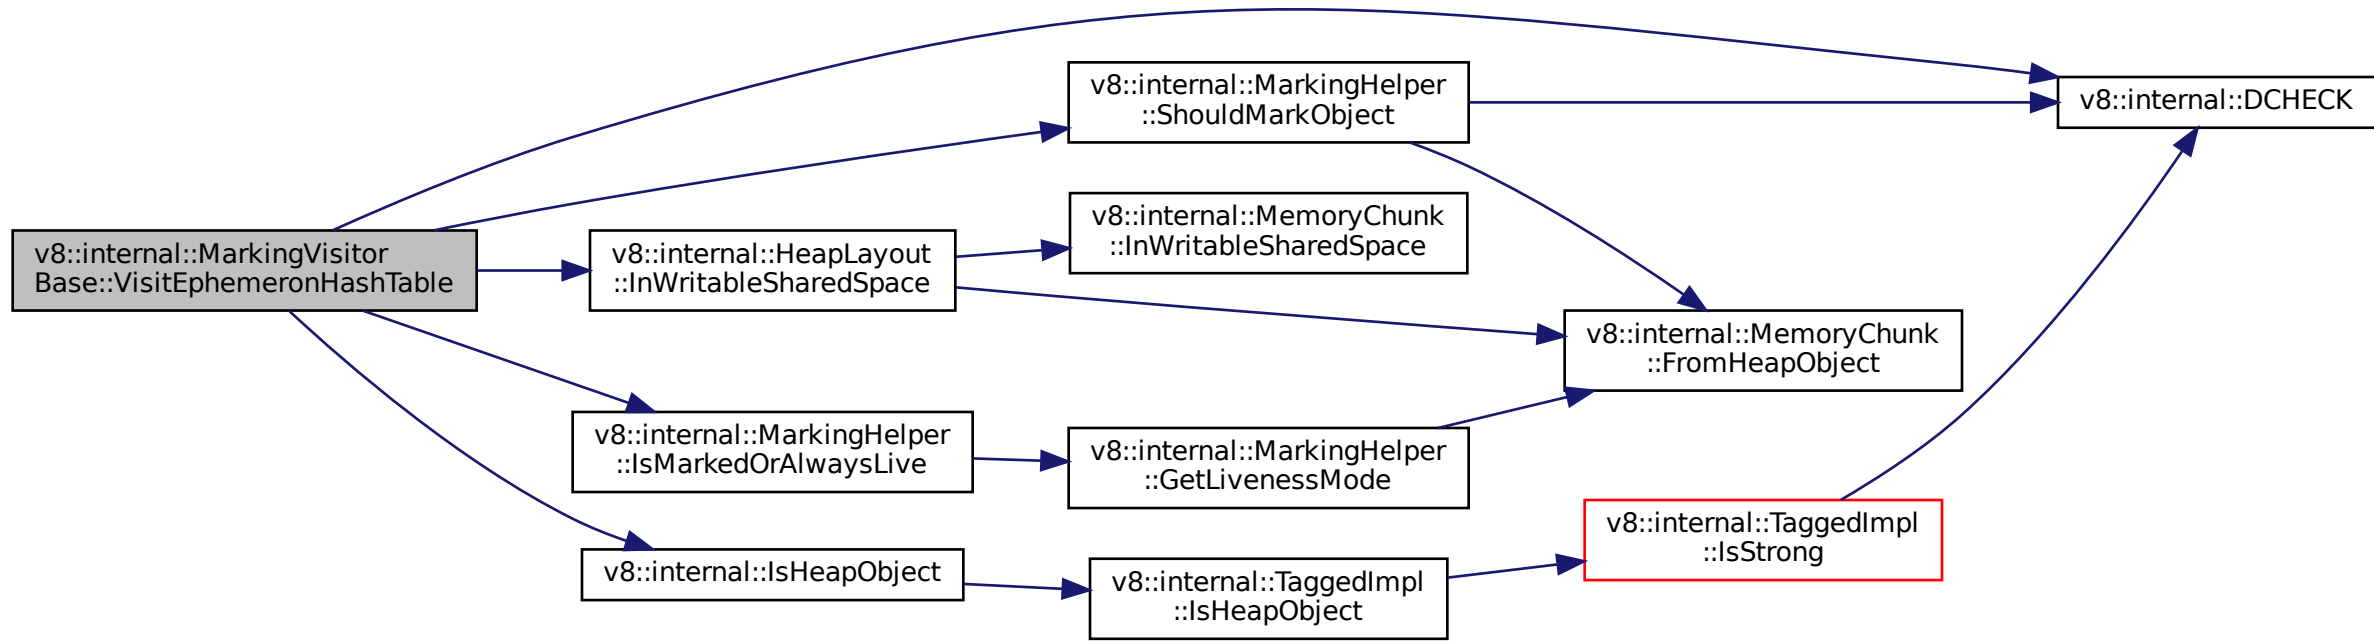 v8::internal::MarkingVisitor
Base::VisitEphemeronHashTable
v8::internal::HeapLayout
::InWritableSharedSpace
v8::internal::MarkingHelper
::IsMarkedOrAlwaysLive
v8::internal::IsHeapObject
v8::internal::MarkingHelper
::ShouldMarkObject
v8::internal::MemoryChunk
::InWritableSharedSpace
v8::internal::MarkingHelper
::GetLivenessMode
v8::internal::TaggedImpl
::IsHeapObject
v8::internal::MemoryChunk
::FromHeapObject
v8::internal::TaggedImpl
::IsStrong
v8::internal::DCHECK